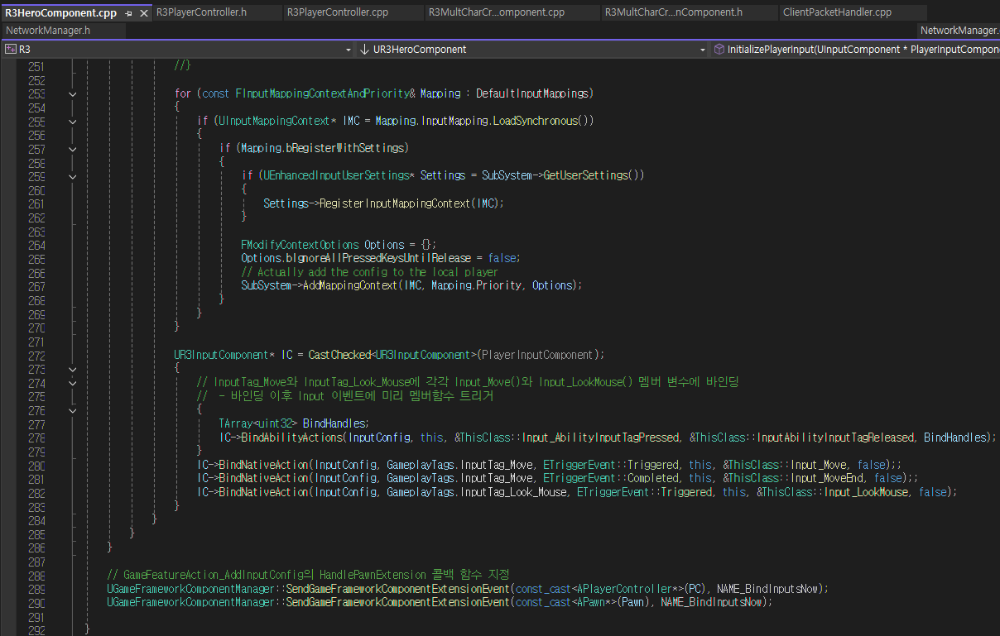 R3HeroComponent.cpp R3PlayerController.h R3PlayerController.cpp R3MultCharCr...omponent.cpp R3MultCharCr...nComponent.h ClientPacketHandler.cpp
NetworkManager.h NetworkManager.
R3 UR3HeroComponent InitializePlayerInput(UInputComponent * PlayerInputCompon
251 //}
252
253 for (const FInputMappingContextAndPriority& Mapping : DefaultInputMappings)
254 {
255 if (UInputMappingContext* IMC = Mapping.InputMapping.LoadSynchronous())
256 {
257 if (Mapping.bRegisterWithSettings)
258 {
259 if (UEnhancedInputUserSettings* Settings = SubSystem->GetUserSettings())
260 {
261 Settings->RegisterInputMappingContext(IMC);
262 }
263
264 FModifyContextOptions Options = {};
265 Options.bIgnoreAllPressedKeysUntilRelease = false;
266 // Actually add the config to the local player
267 SubSystem->AddMappingContext(IMC, Mapping.Priority, Options);
268 }
269 }
270 }
271
272 UR3InputComponent* IC = CastChecked<UR3InputComponent>(PlayerInputComponent);
273 {
274 // InputTag_Move와 InputTag_Look_Mouse에 각각 Input_Move()와 Input_LookMouse() 멤버 변수에 바인딩
275 // - 바인딩 이후 Input 이벤트에 미리 멤버함수 트리거
276 {
277 TArray<uint32> BindHandles;
278 IC->BindAbilityActions(InputConfig, this, &ThisClass::Input_AbilityInputTagPressed, &ThisClass::InputAbilityInputTagReleased, BindHandles);
279 }
280 IC->BindNativeAction(InputConfig, GameplayTags.InputTag_Move, ETriggerEvent::Triggered, this, &ThisClass::Input_Move, false);;
281 IC->BindNativeAction(InputConfig, GameplayTags.InputTag_Move, ETriggerEvent::Completed, this, &ThisClass::Input_MoveEnd, false);;
282 IC->BindNativeAction(InputConfig, GameplayTags.InputTag_Look_Mouse, ETriggerEvent::Triggered, this, &ThisClass::Input_LookMouse, false);
283 }
284 }
285 }
286 }
287
288 // GameFeatureAction_AddInputConfig의 HandlePawnExtension 콜백 함수 지정
289 UGameFrameworkComponentManager::SendGameFrameworkComponentExtensionEvent(const_cast<APlayerController*>(PC), NAME_BindInputsNow);
290 UGameFrameworkComponentManager::SendGameFrameworkComponentExtensionEvent(const_cast<APawn*>(Pawn), NAME_BindInputsNow);
291
292 }